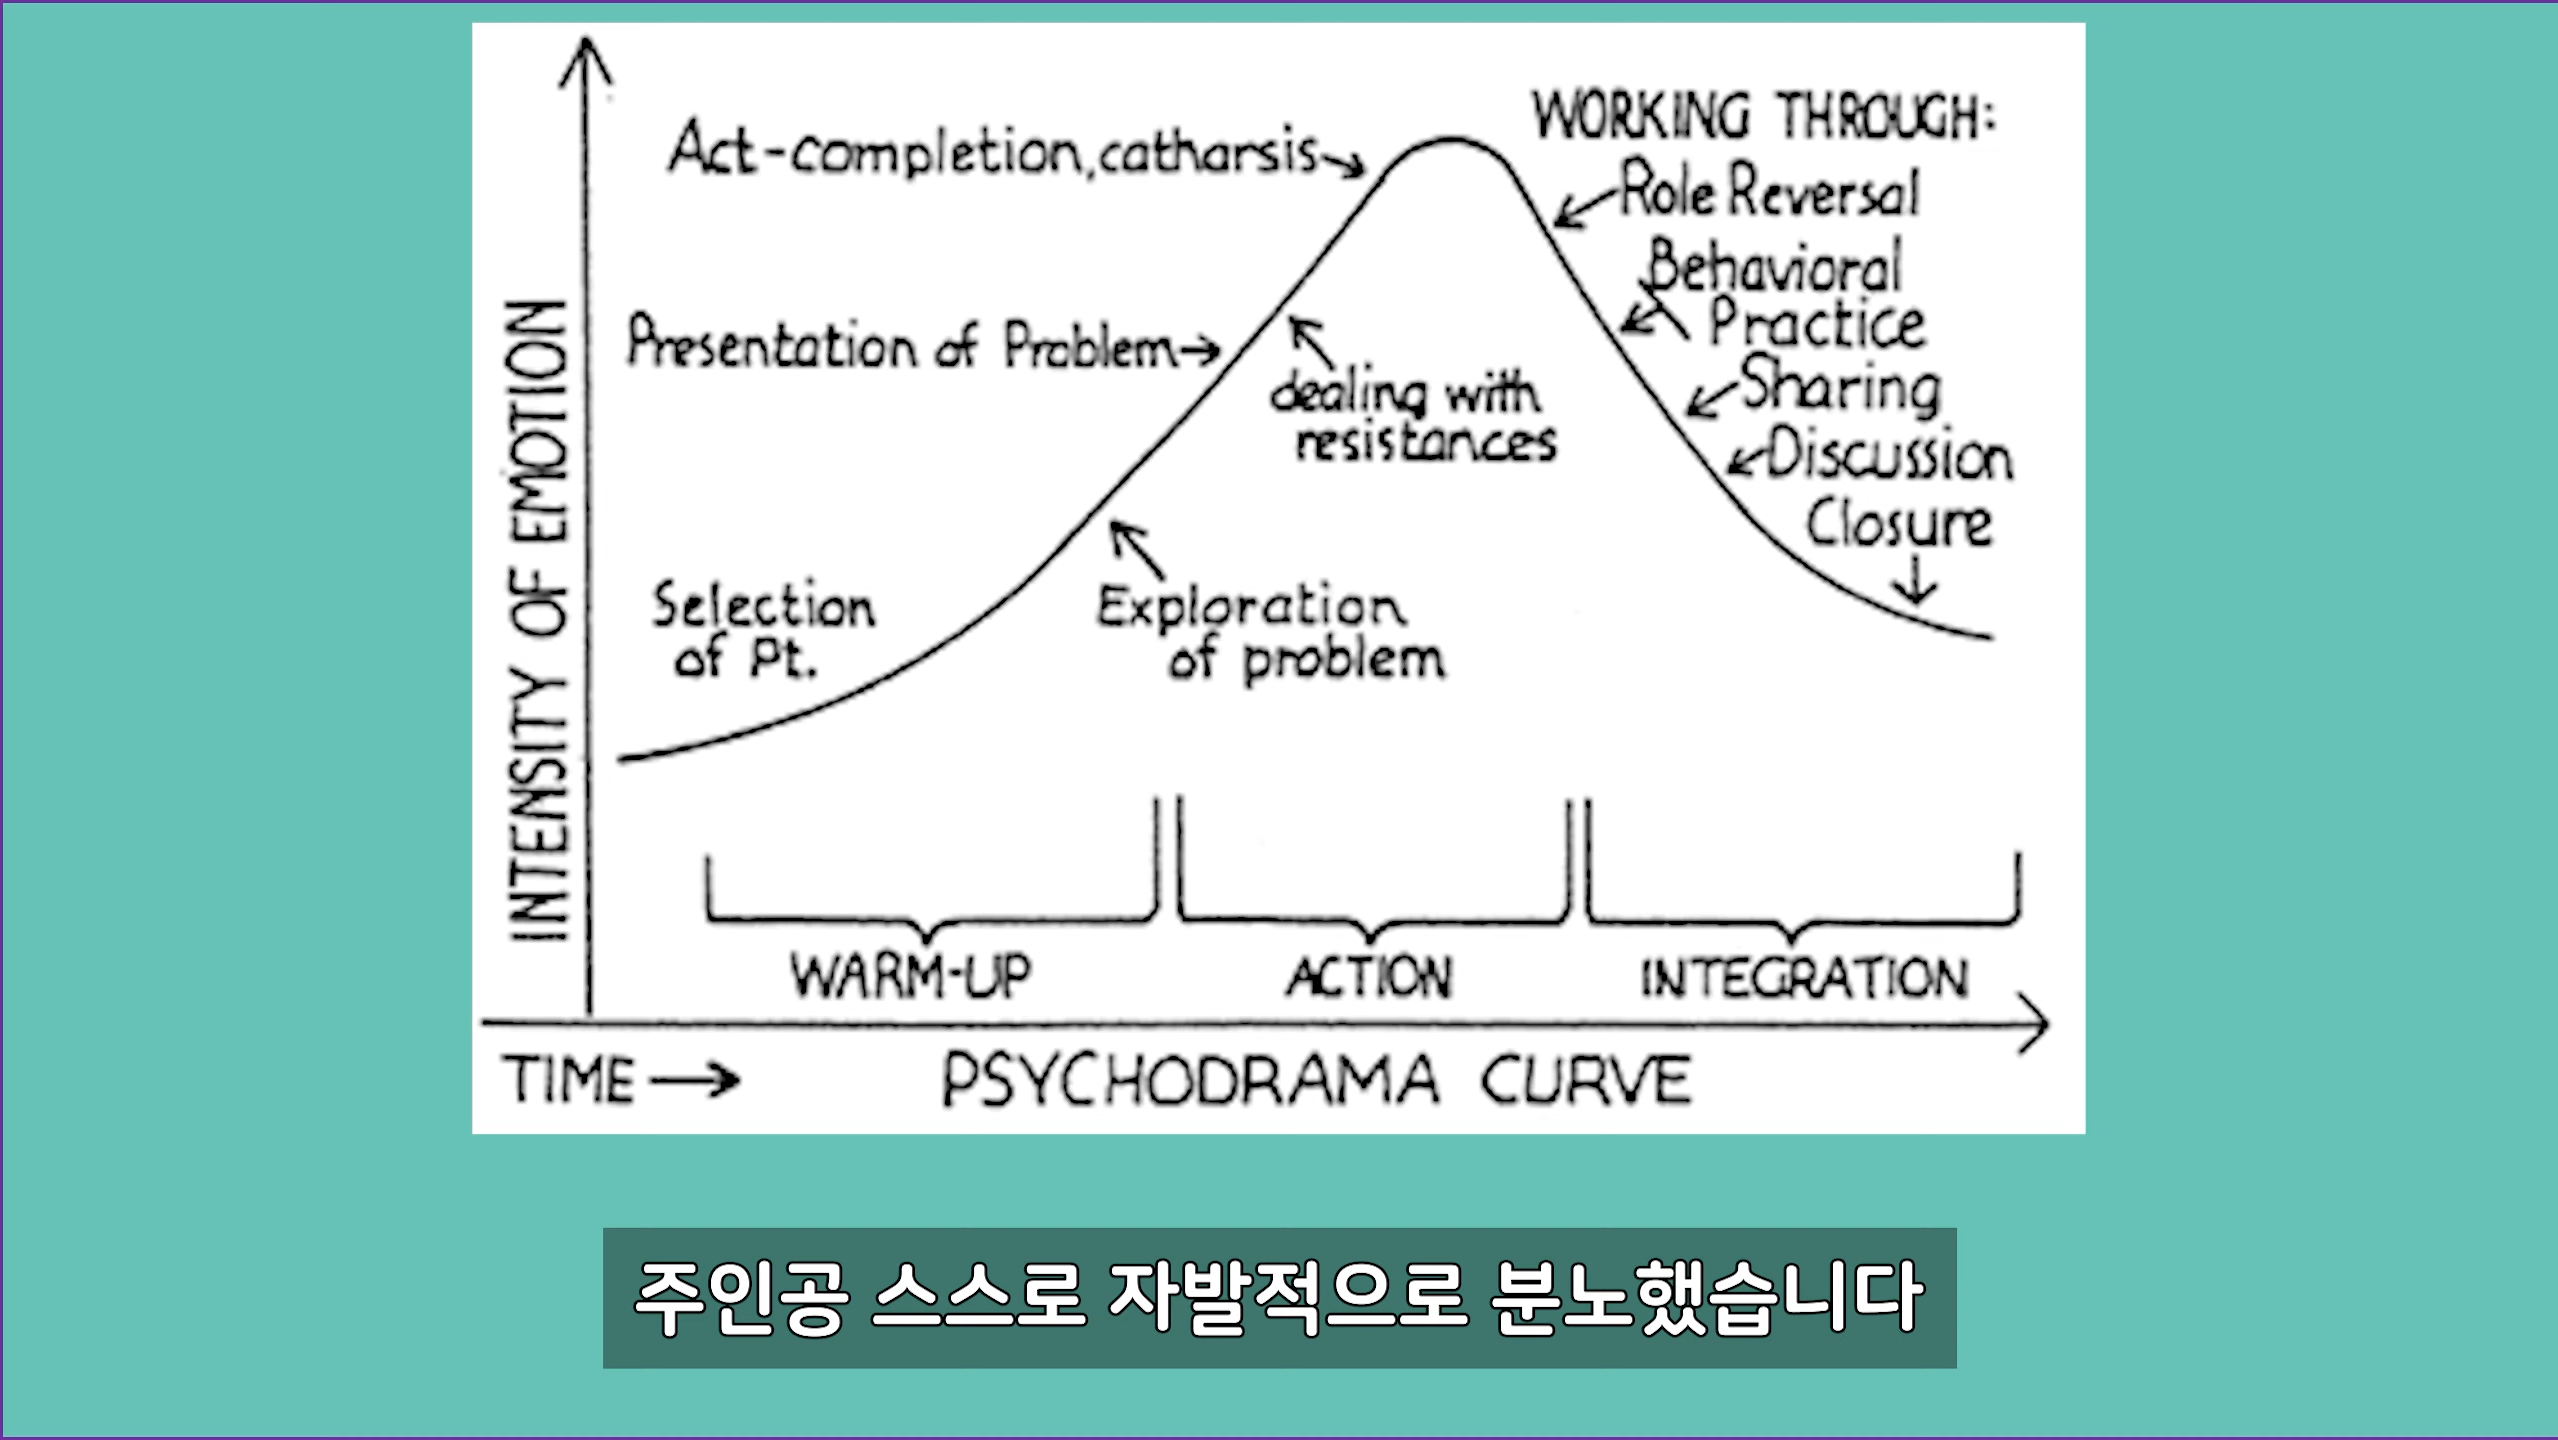 Act-completion, catharsis
WORKING THROUGH:
Role Reversal
Behavioral
Practice
Sharing
Discussion
Closure
Presentation of Problem
dealing with
resistances
Selection
of Pt.
Exploration
of problem
INTENSITY OF EMOTION
WARM-UP
ACTION
INTEGRATION
TIME
PSYCHODRAMA CURVE
주인공 스스로 자발적으로 분노했습니다